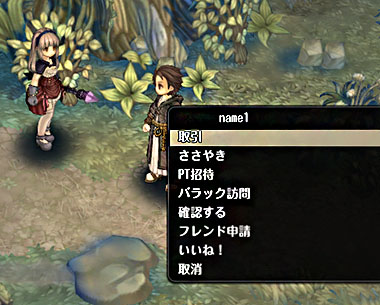 name1
取引
ささやき
PT招待
バラック訪問
確認する
フレンド申請
いいね！
取消